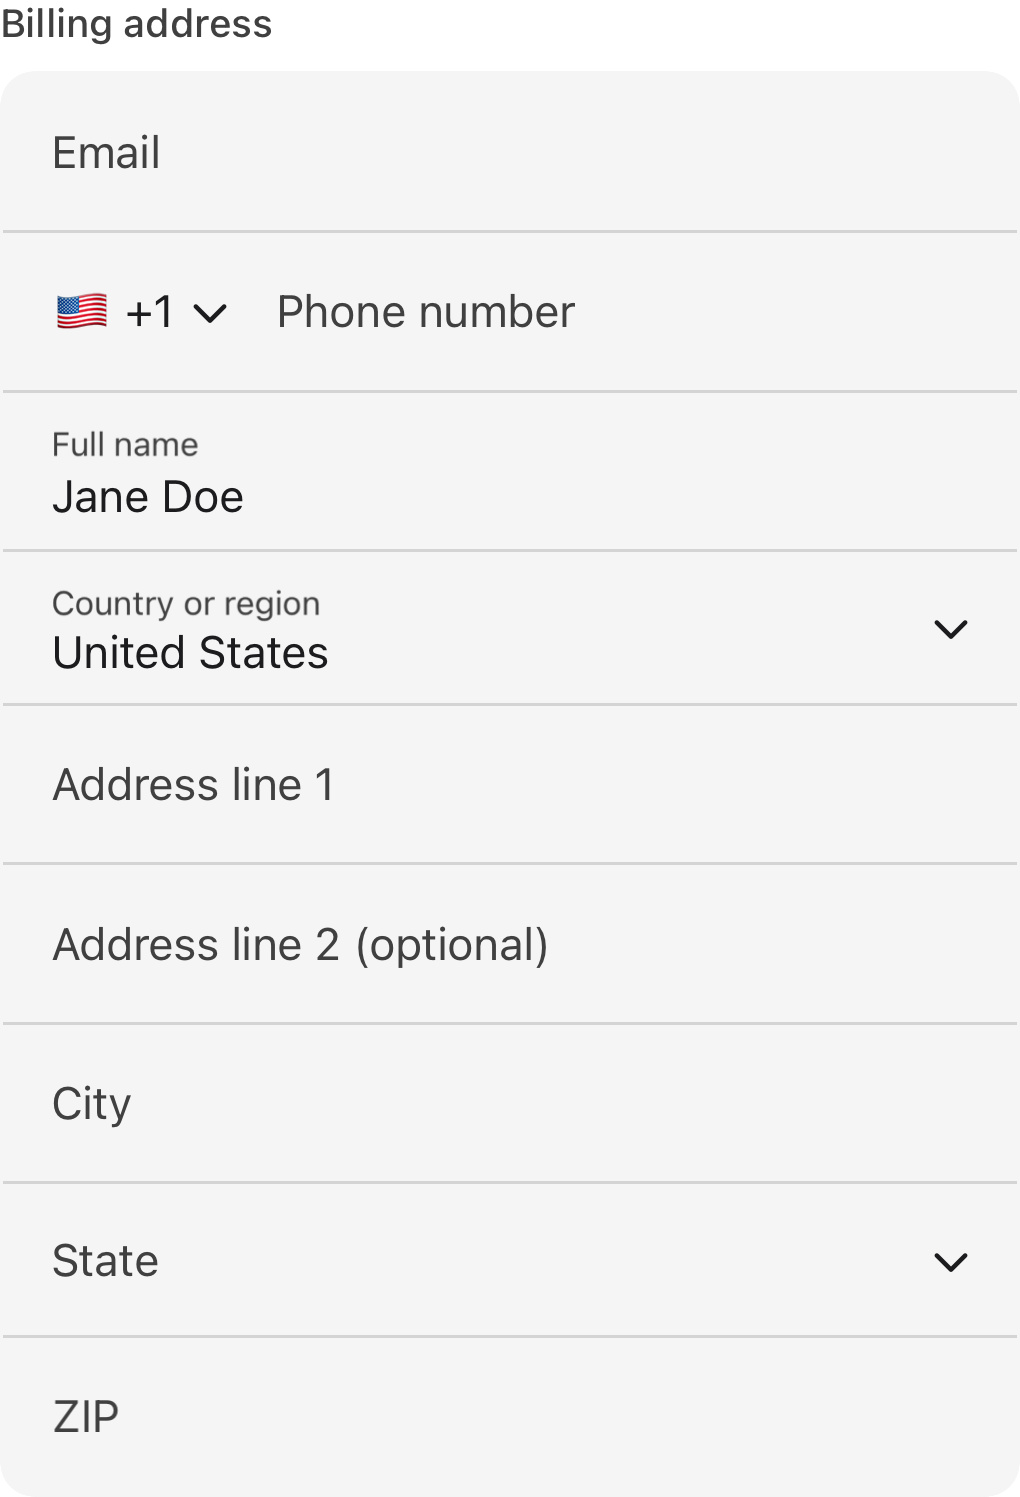 Billing address
Email
+1 Phone number
Full name
Jane Doe
Country or region
United States
Address line 1
Address line 2 (optional)
City
State
ZIP